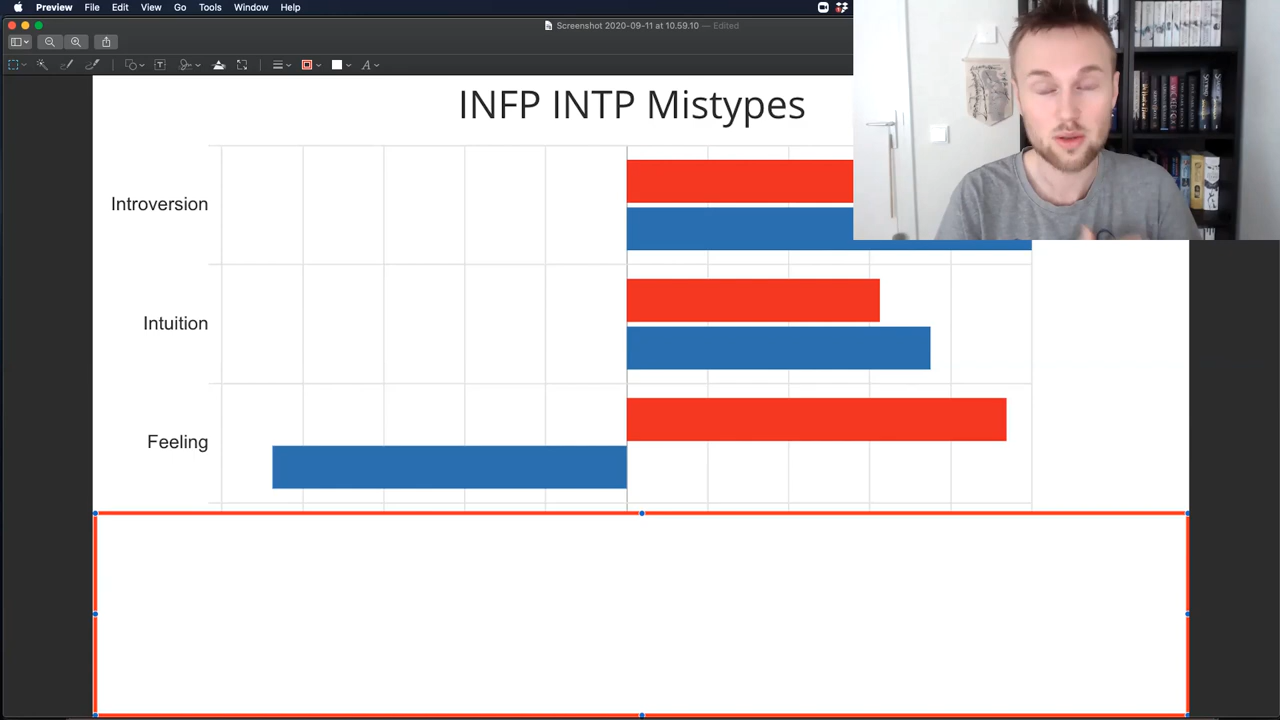 Preview File Edit View Go Tools Window Help
Screenshot 2020-09-11 at 10.59.10 — Edited
INFP INTP Mistypes
Introversion
Intuition
Feeling